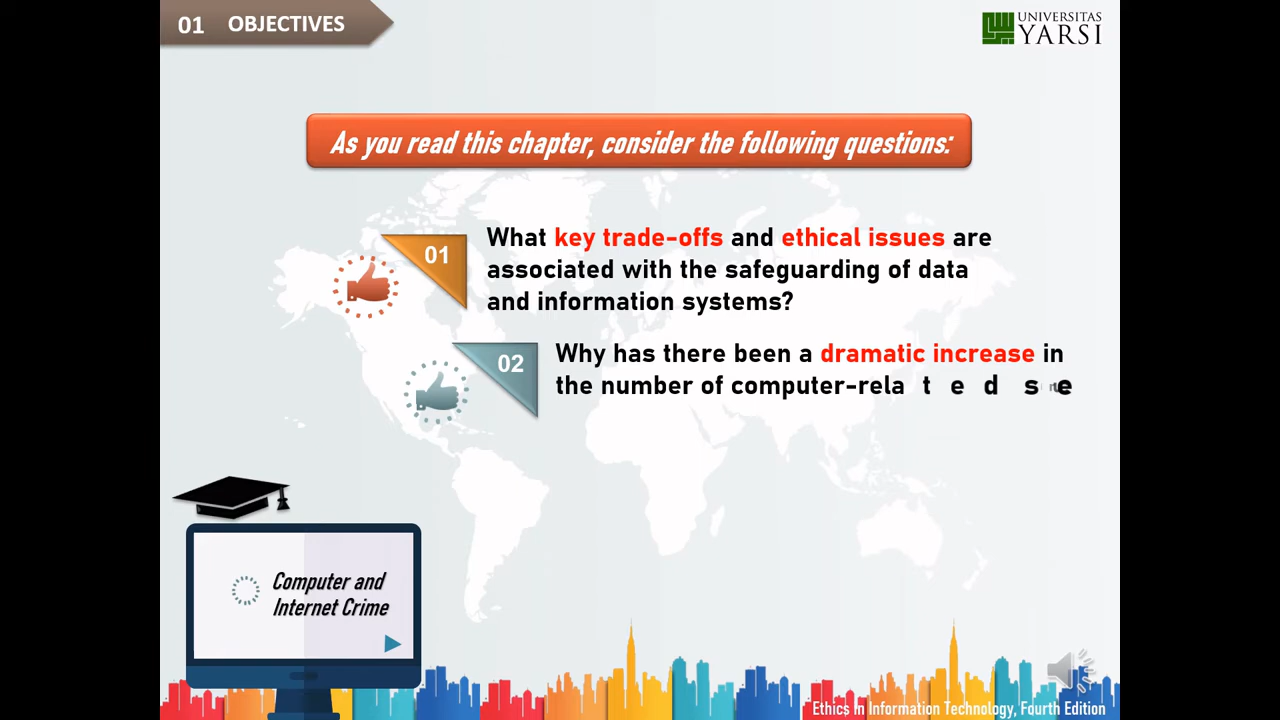 01 OBJECTIVES
UNIVERSITAS
YARSI
As you read this chapter, consider the following questions:
01
What key trade-offs and ethical issues are
associated with the safeguarding of data
and information systems?
02
Why has there been a dramatic increase in
the number of computer-related
Computer and
Internet Crime
Ethics in Information Technology, Fourth Edition